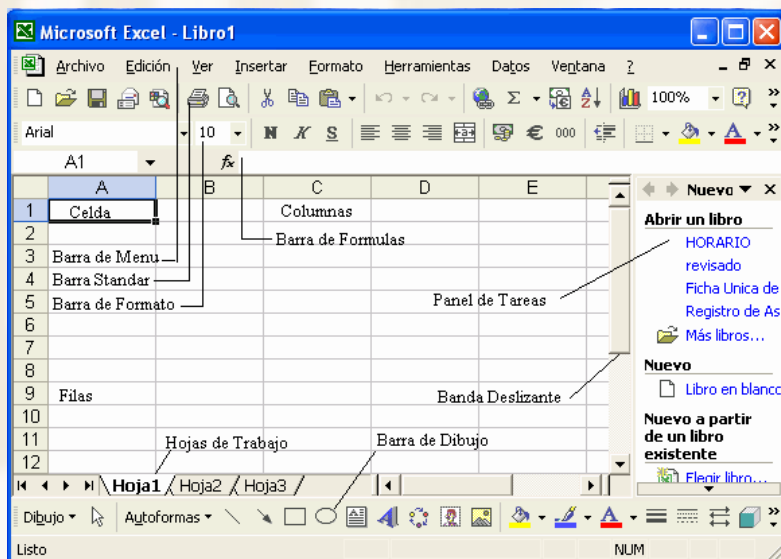 Microsoft Excel - Libro1
Archivo Edición Ver Insertar Formato Herramientas Datos Ventana ?
100%
Arial 10 N K S € 000
A1 fx
A B C D E
Nuevo
1 Celda Columnas
Abrir un libro
2
Barra de Formulas
HORARIO
3 Barra de Menu
revisado
4 Barra Standar
Ficha Unica de
5 Barra de Formato Panel de Tareas
Registro de As
6
Más libros...
7
8
Nuevo
9 Filas Banda Deslizante
Libro en blanco
10
Nuevo a partir
de un libro
existente
11 Hojas de Trabajo Barra de Dibujo
12
Elegir libro...
Hoja1 Hoja2 Hoja3
Dibujo Autoformas
Listo NUM